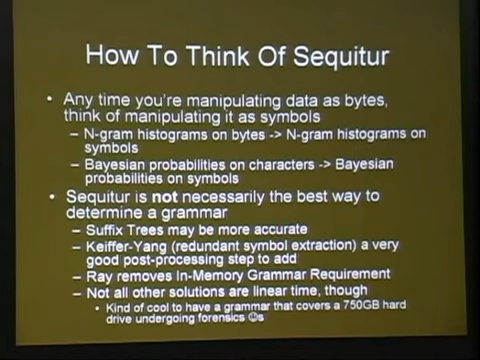 How To Think Of Sequitur
• Any time you're manipulating data as bytes,
think of manipulating it as symbols
– N-gram histograms on bytes -> N-gram histograms on
symbols
– Bayesian probabilities on characters -> Bayesian
probabilities on symbols
• Sequitur is not necessarily the best way to
determine a grammar
– Suffix Trees may be more accurate
– Keiffer-Yang (redundant symbol extraction) a very
good post-processing step to add
– Ray removes In-Memory Grammar Requirement
– Not all other solutions are linear time, though
• Kind of cool to have a grammar that covers a 750GB hard
drive undergoing forensics ☺s